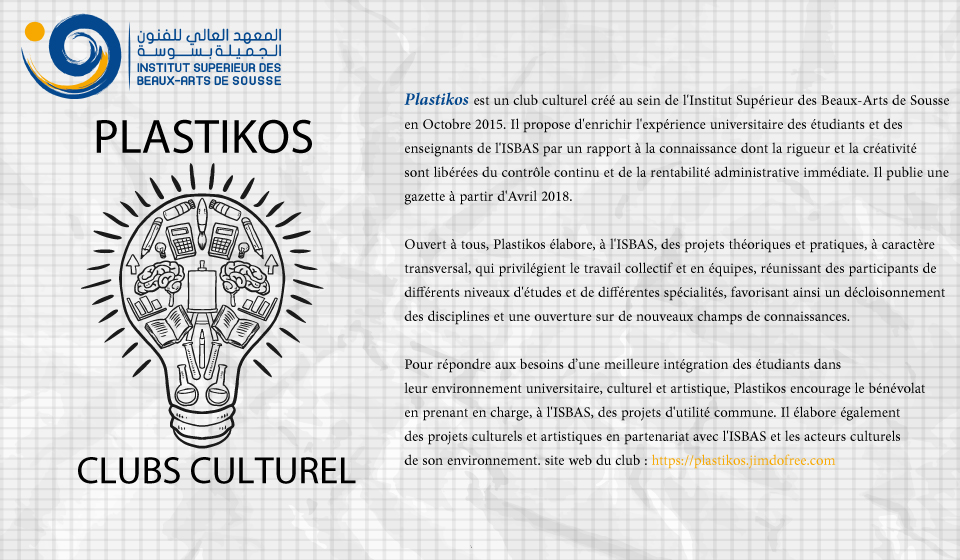 المعهد العالي للفنون
الجميلة بسوسة
INSTITUT SUPERIEUR DES
BEAUX-ARTS DE SOUSSE
PLASTIKOS
CLUBS CULTUREL
Plastikos est un club culturel créé au sein de l'Institut Supérieur des Beaux-Arts de Sousse
en Octobre 2015. Il propose d'enrichir l'expérience universitaire des étudiants et des
enseignants de l'ISBAS par un rapport à la connaissance dont la rigueur et la créativité
sont libérées du contrôle continu et de la rentabilité administrative immédiate. Il publie une
gazette à partir d'Avril 2018.
Ouvert à tous, Plastikos élabore, à l'ISBAS, des projets théoriques et pratiques, à caractère
transversal, qui privilégient le travail collectif et en équipes, réunissant des participants de
différents niveaux d'études et de différentes spécialités, favorisant ainsi un décloisonnement
des disciplines et une ouverture sur de nouveaux champs de connaissances.
Pour répondre aux besoins d’une meilleure intégration des étudiants dans
leur environnement universitaire, culturel et artistique, Plastikos encourage le bénévolat
en prenant en charge, à l'ISBAS, des projets d'utilité commune. Il élabore également
des projets culturels et artistiques en partenariat avec l'ISBAS et les acteurs culturels
de son environnement. site web du club : https://plastikos.jimdofree.com